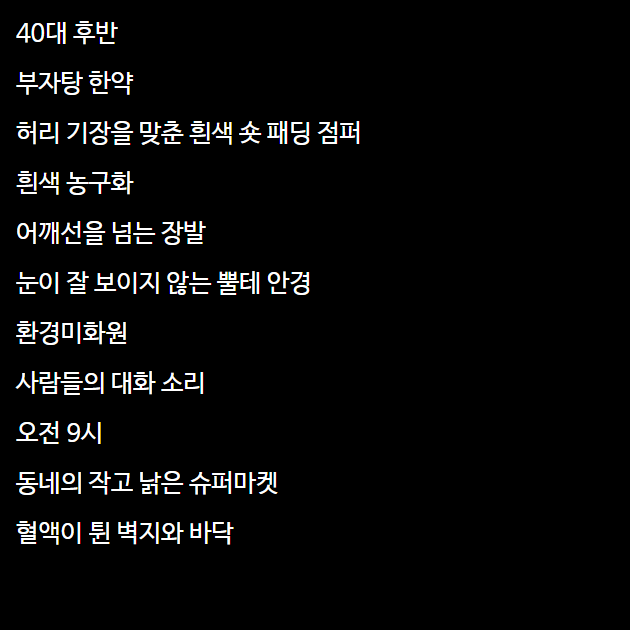 40대 후반
부자탕 한약
허리 기장을 맞춘 흰색 숏 패딩 점퍼
흰색 농구화
어깨선을 넘는 장발
눈이 잘 보이지 않는 뿔테 안경
환경미화원
사람들의 대화 소리
오전 9시
동네의 작고 낡은 슈퍼마켓
혈액이 튄 벽지와 바닥